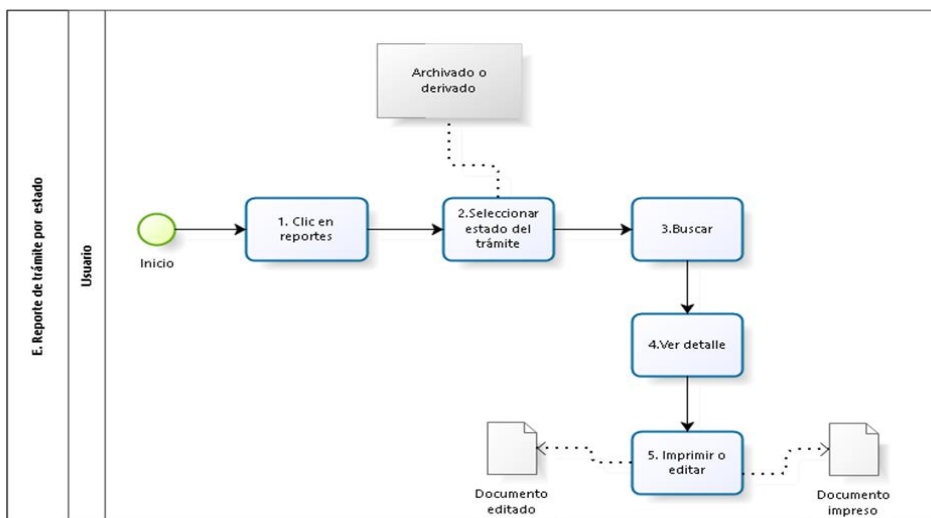 E. Reporte de trámite por estado
Usuario
Archivado o
derivado
Inicio
1. Clic en
reportes
2.Seleccionar
estado del
trámite
3.Buscar
4.Ver detalle
5. Imprimir o
editar
Documento
editado
Documento
impreso